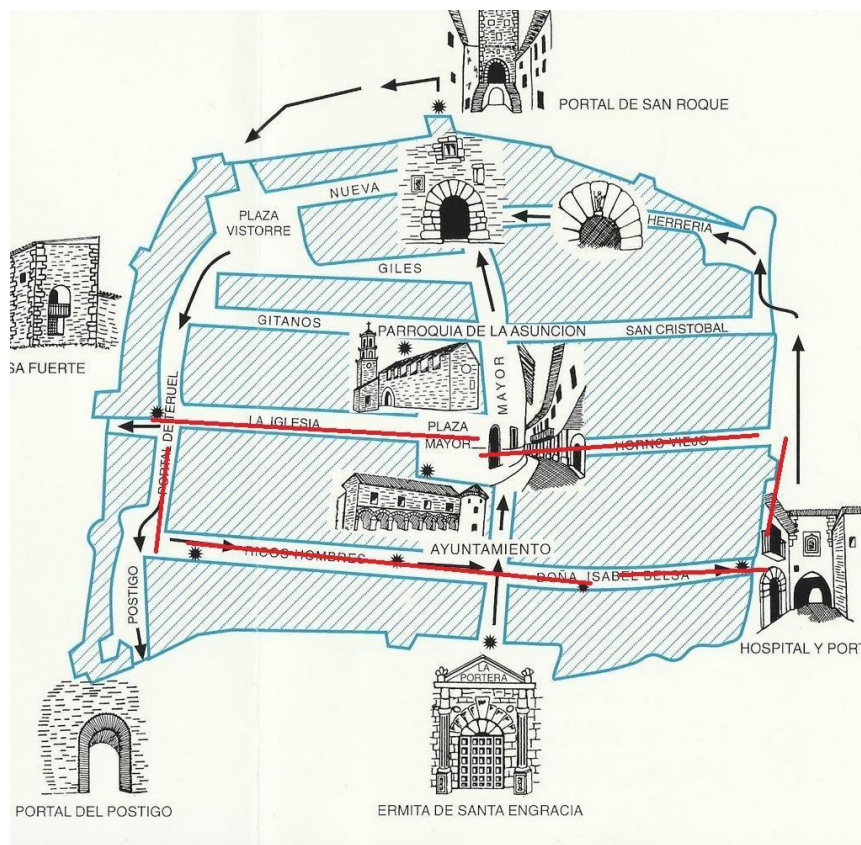 PORTAL DE SAN ROQUE
NUEVA
PLAZA
VISTORRE
HERRERIA
GILES
GITANOS
PARROQUIA DE LA ASUNCION
SAN CRISTOBAL
SA FUERTE
MAYOR
PORTAL DE TERUEL
LA IGLESIA
PLAZA
MAYOR
HORNO VIEJO
RICOS HOMBRES
AYUNTAMIENTO
DOÑA ISABEL DELSA
POSTIGO
HOSPITAL Y PORT
LA
PORTERA
PORTAL DEL POSTIGO
ERMITA DE SANTA ENGRACIA